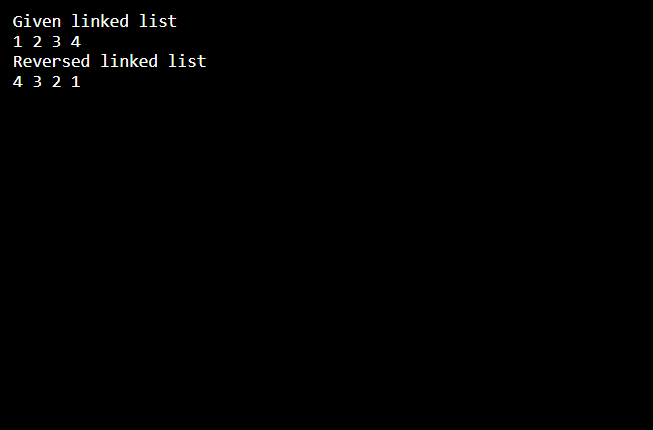 Given linked list
1 2 3 4
Reversed linked list
4 3 2 1